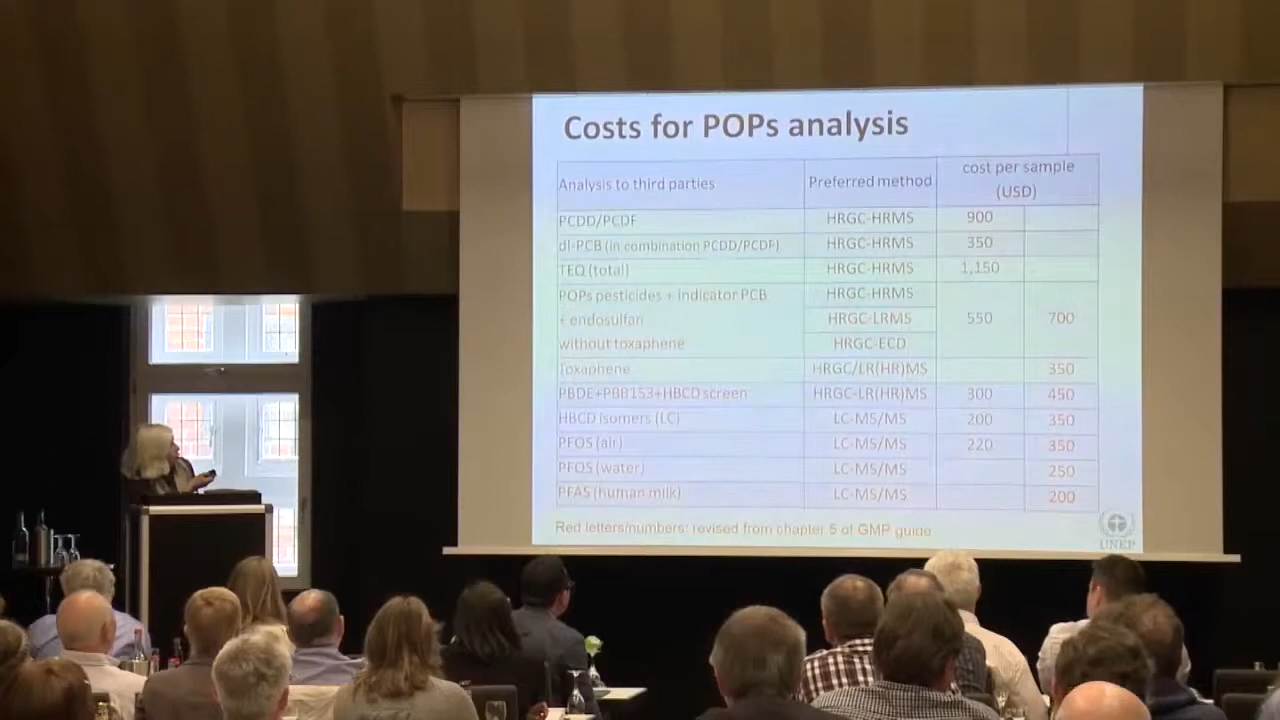 Costs for POPs analysis
Analysis to third parties Preferred method cost per sample
(USD)
PCDD/PCDF HRGC-HRMS 900
dl-PCB (in combination PCDD/PCDF) HRGC-HRMS 350
TEQ (total) HRGC-HRMS 1,150
POPs pesticides + indicator PCB HRGC-HRMS
+ endosulfan HRGC-LRMS 550 700
without toxaphene HRGC-ECD
Toxaphene HRGC/LR(HR)MS 350
PBDE+PBB153+HBCD screen HRGC-LR(HR)MS 300 450
HBCD isomers (LC) LC-MS/MS 200 350
PFOS (air) LC-MS/MS 220 350
PFOS (water) LC-MS/MS 250
PFAS (human milk) LC-MS/MS 200
Red letters/numbers: revised from chapter 5 of GMP guide
UNEP